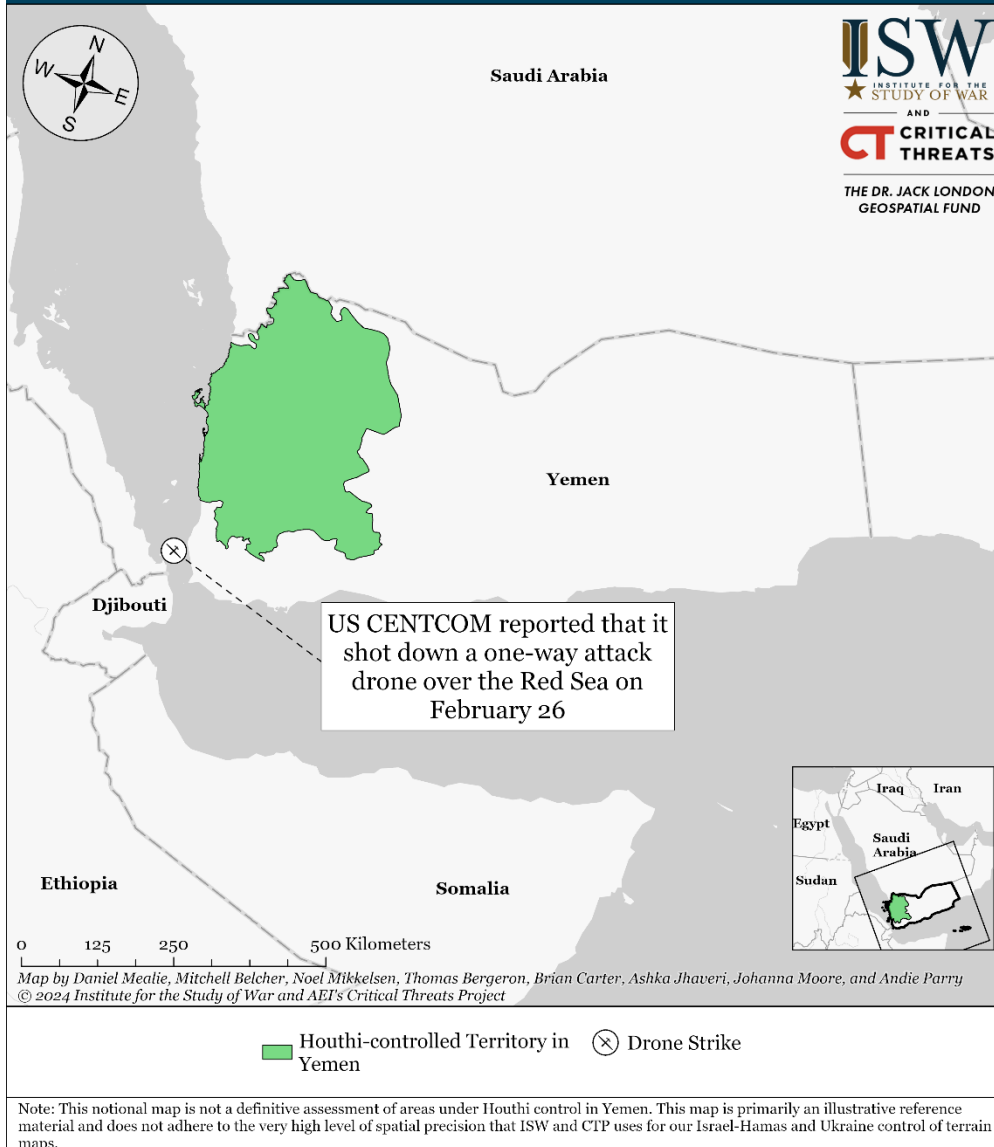 N
W
E
S
Saudi Arabia
ISW
INSTITUTE FOR THE
STUDY OF WAR
AND
CT CRITICAL
THREATS
THE DR. JACK LONDON
GEOSPATIAL FUND
Yemen
Djibouti
US CENTCOM reported that it
shot down a one-way attack
drone over the Red Sea on
February 26
Ethiopia
Somalia
Iraq
Iran
Egypt
Saudi
Arabia
Sudan
0 125 250 500 Kilometers
Map by Daniel Mealie, Mitchell Belcher, Noel Mikkelsen, Thomas Bergeron, Brian Carter, Ashka Jhaveri, Johanna Moore, and Andie Parry
© 2024 Institute for the Study of War and AEI's Critical Threats Project
Houthi-controlled Territory in
Yemen
Drone Strike
Note: This notional map is not a definitive assessment of areas under Houthi control in Yemen. This map is primarily an illustrative reference
material and does not adhere to the very high level of spatial precision that ISW and CTP uses for our Israel-Hamas and Ukraine control of terrain
maps.